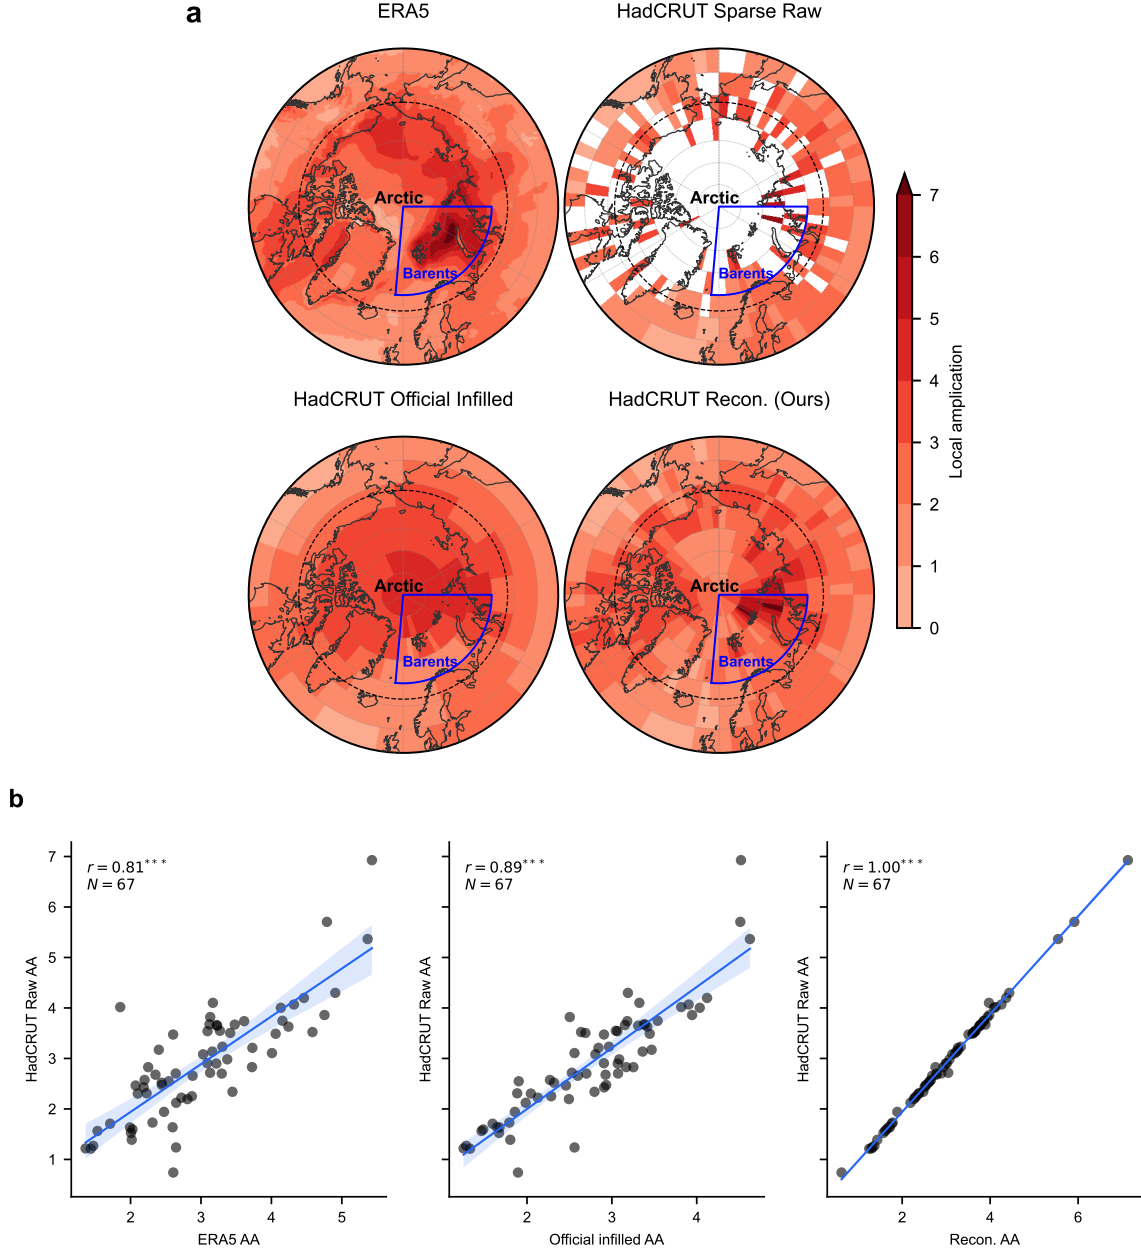 a
ERA5
HadCRUT Sparse Raw
Arctic
Barents
Arctic
Barents
HadCRUT Official Infilled
HadCRUT Recon. (Ours)
Arctic
Barents
Arctic
Barents
7
6
5
4
3
2
1
0
Local amplication
b
r = 0.81***
N = 67
7
6
5
4
3
2
1
HadCRUT Raw AA
2 3 4 5
ERA5 AA
r = 0.89***
N = 67
HadCRUT Raw AA
2 3 4
Official infilled AA
r = 1.00***
N = 67
HadCRUT Raw AA
2 4 6
Recon. AA